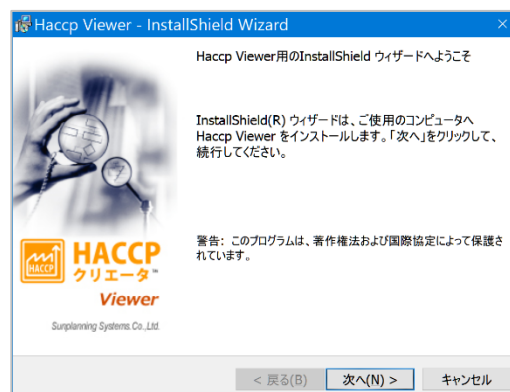 Haccp Viewer - InstallShield Wizard
Haccp Viewer用のInstallShield ウィザードへようこそ
InstallShield(R) ウィザードは、ご使用のコンピュータへ
Haccp Viewer をインストールします。「次へ」をクリックして、
続行してください。
警告: このプログラムは、著作権法および国際協定によって保護さ
れています。
HACCP
HACCP
クリエータ™
Viewer
Sunplanning Systems.Co.,Ltd.
< 戻る(B)
次へ(N) >
キャンセル